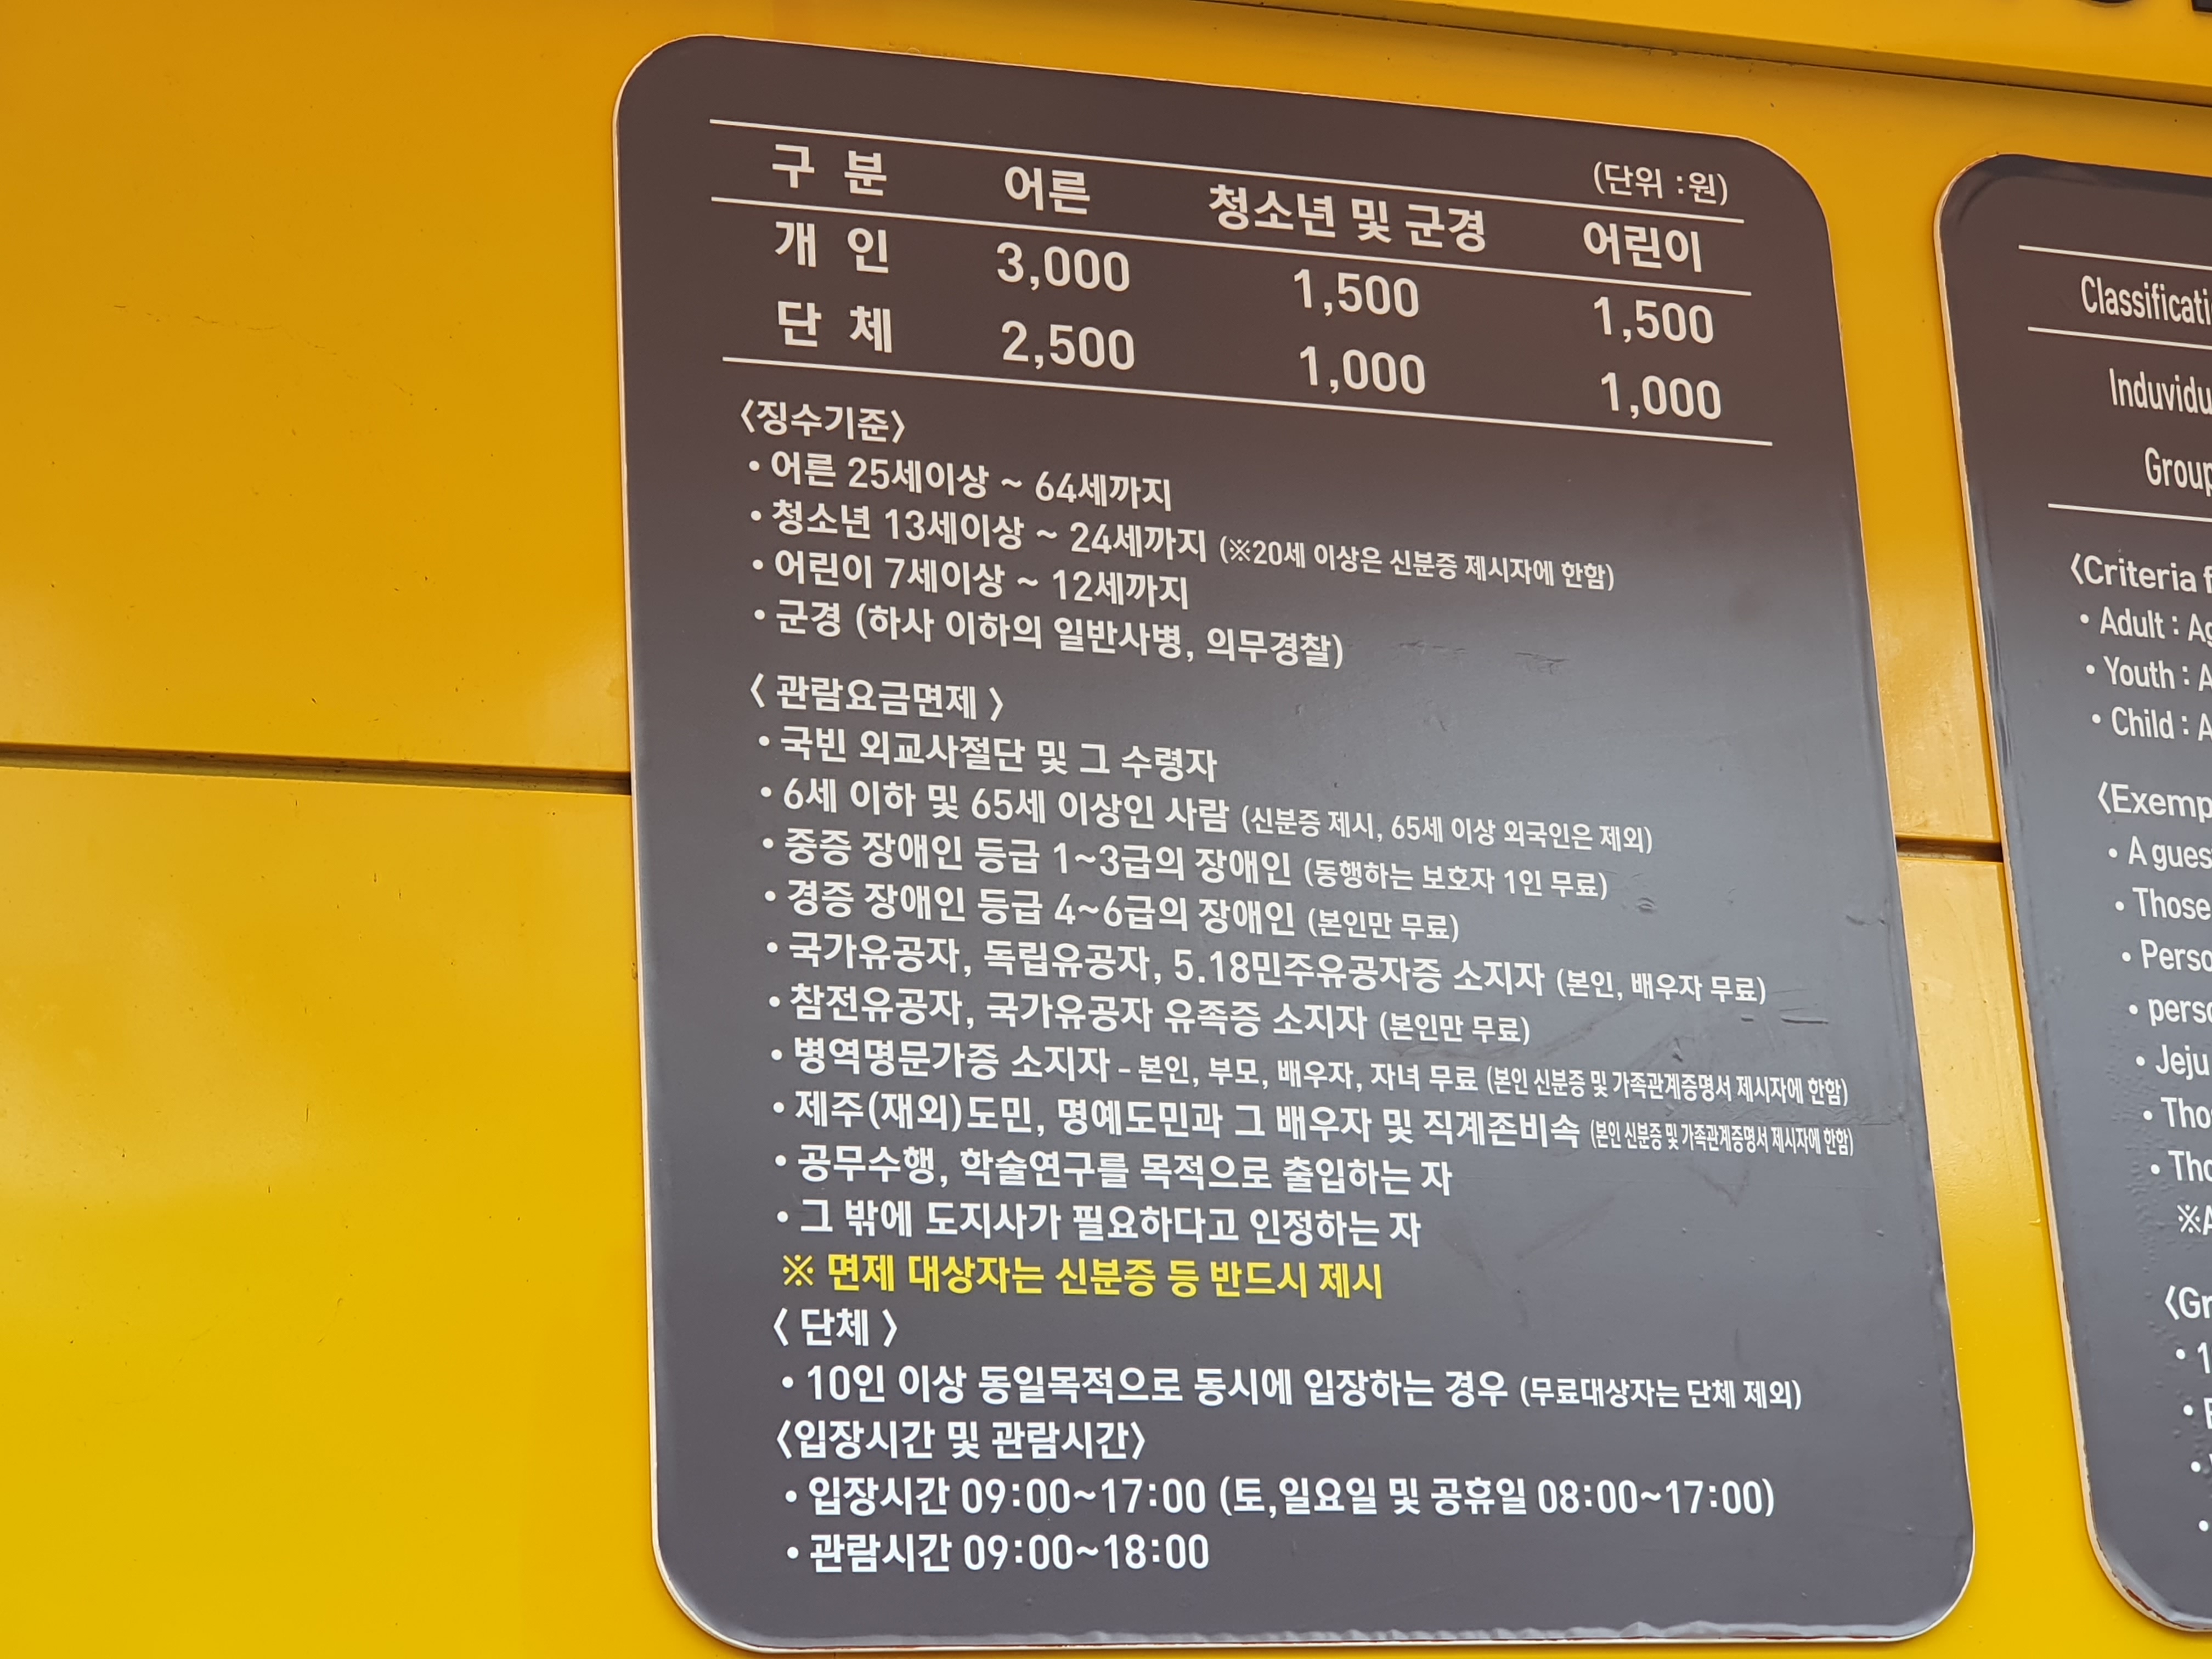 (단위 :원)
구 분 어른 청소년 및 군경 어린이
개 인 3,000 1,500 1,500
단 체 2,500 1,000 1,000
〈징수기준〉
• 어른 25세이상 ~ 64세까지
• 청소년 13세이상 ~ 24세까지 (※20세 이상은 신분증 제시자에 한함)
• 어린이 7세이상 ~ 12세까지
• 군경 (하사 이하의 일반사병, 의무경찰)
〈 관람요금면제 〉
• 국빈 외교사절단 및 그 수령자
• 6세 이하 및 65세 이상인 사람 (신분증 제시, 65세 이상 외국인은 제외)
• 중증 장애인 등급 1~3급의 장애인 (동행하는 보호자 1인 무료)
• 경증 장애인 등급 4~6급의 장애인 (본인만 무료)
• 국가유공자, 독립유공자, 5.18민주유공자증 소지자 (본인, 배우자 무료)
• 참전유공자, 국가유공자 유족증 소지자 (본인만 무료)
• 병역명문가증 소지자 - 본인, 부모, 배우자, 자녀 무료 (본인 신분증 및 가족관계증명서 제시자에 한함)
• 제주(재외)도민, 명예도민과 그 배우자 및 직계존비속 (본인 신분증 및 가족관계증명서 제시자에 한함)
• 공무수행, 학술연구를 목적으로 출입하는 자
• 그 밖에 도지사가 필요하다고 인정하는 자
※ 면제 대상자는 신분증 등 반드시 제시
〈 단체 〉
• 10인 이상 동일목적으로 동시에 입장하는 경우 (무료대상자는 단체 제외)
〈입장시간 및 관람시간〉
• 입장시간 09:00~17:00 (토,일요일 및 공휴일 08:00~17:00)
• 관람시간 09:00~18:00
Classificati
Induvidu
Group
〈Criteria f
• Adult : Ag
• Youth : A
• Child : A
〈Exemp
• A gues
• Those
• Perso
• perso
• Jeju
• Tho
• Tho
※A
〈Gr
• 1